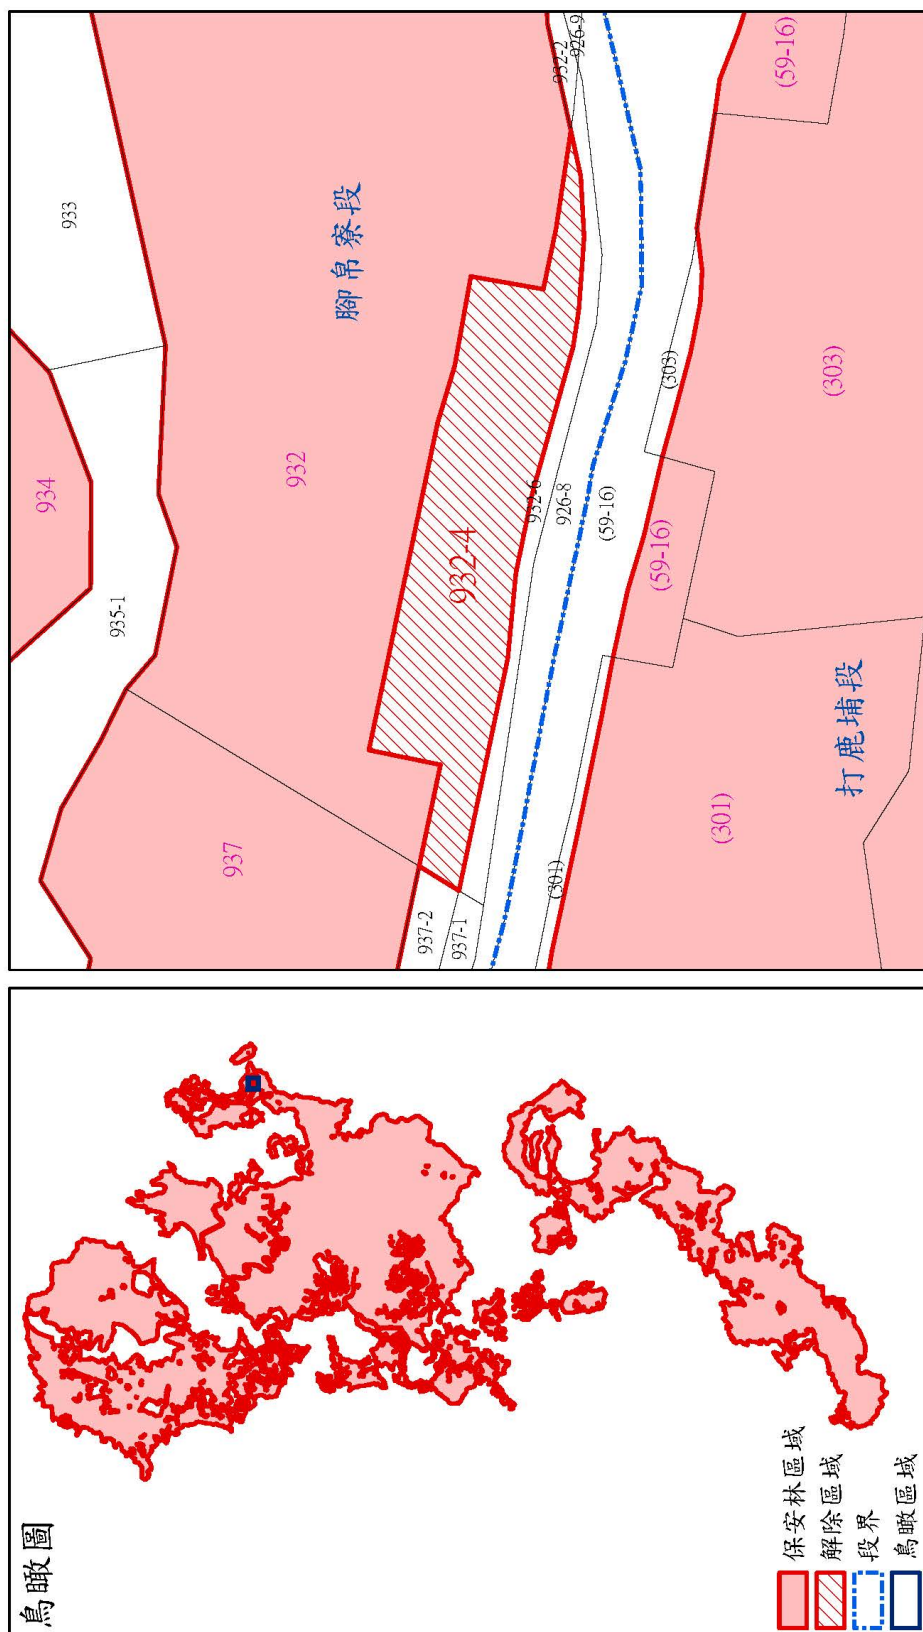 933
934
935-1
932-2
926-9
(59-16)
腳帛寮段
932
937
932-4
932-6
926-8
(59-16)
(303)
(303)
(59-16)
937-2
937-1
(301)
(301)
打鹿埔段
鳥瞰圖
保安林區域
解除區域
段界
鳥瞰區域